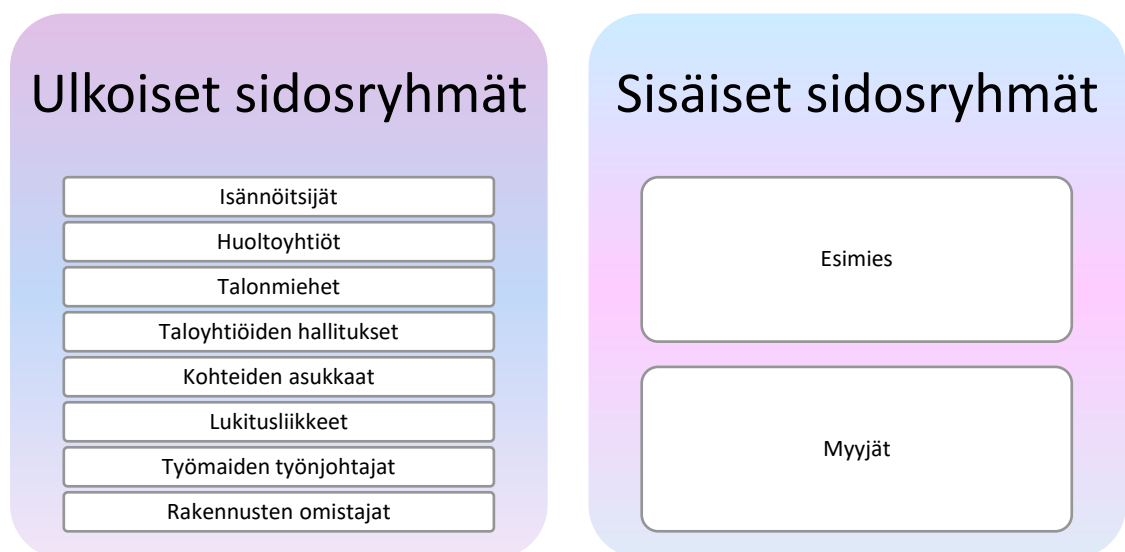 Ulkoiset sidosryhmät
Isännöitsijät
Huoltoyhtiöt
Talonmiehet
Taloyhtiöiden hallitukset
Kohteiden asukkaat
Lukitusliikkeet
Työmaiden työnjohtajat
Rakennusten omistajat
Sisäiset sidosryhmät
Esimies
Myyjät